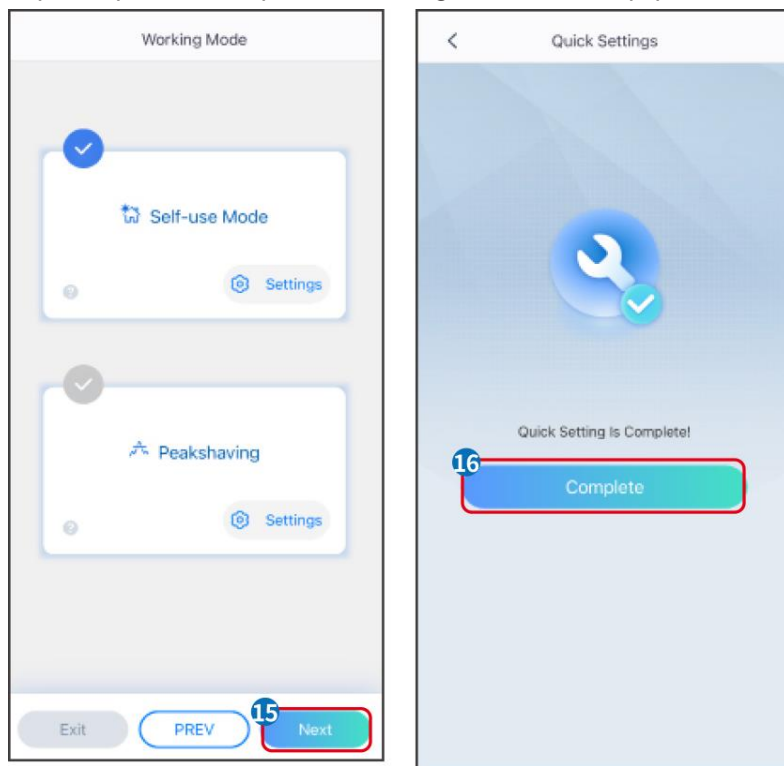 Working Mode
Self-use Mode
Settings
Peakshaving
Settings
Exit
PREV
15
Next
Quick Settings
Quick Setting Is Complete!
16
Complete